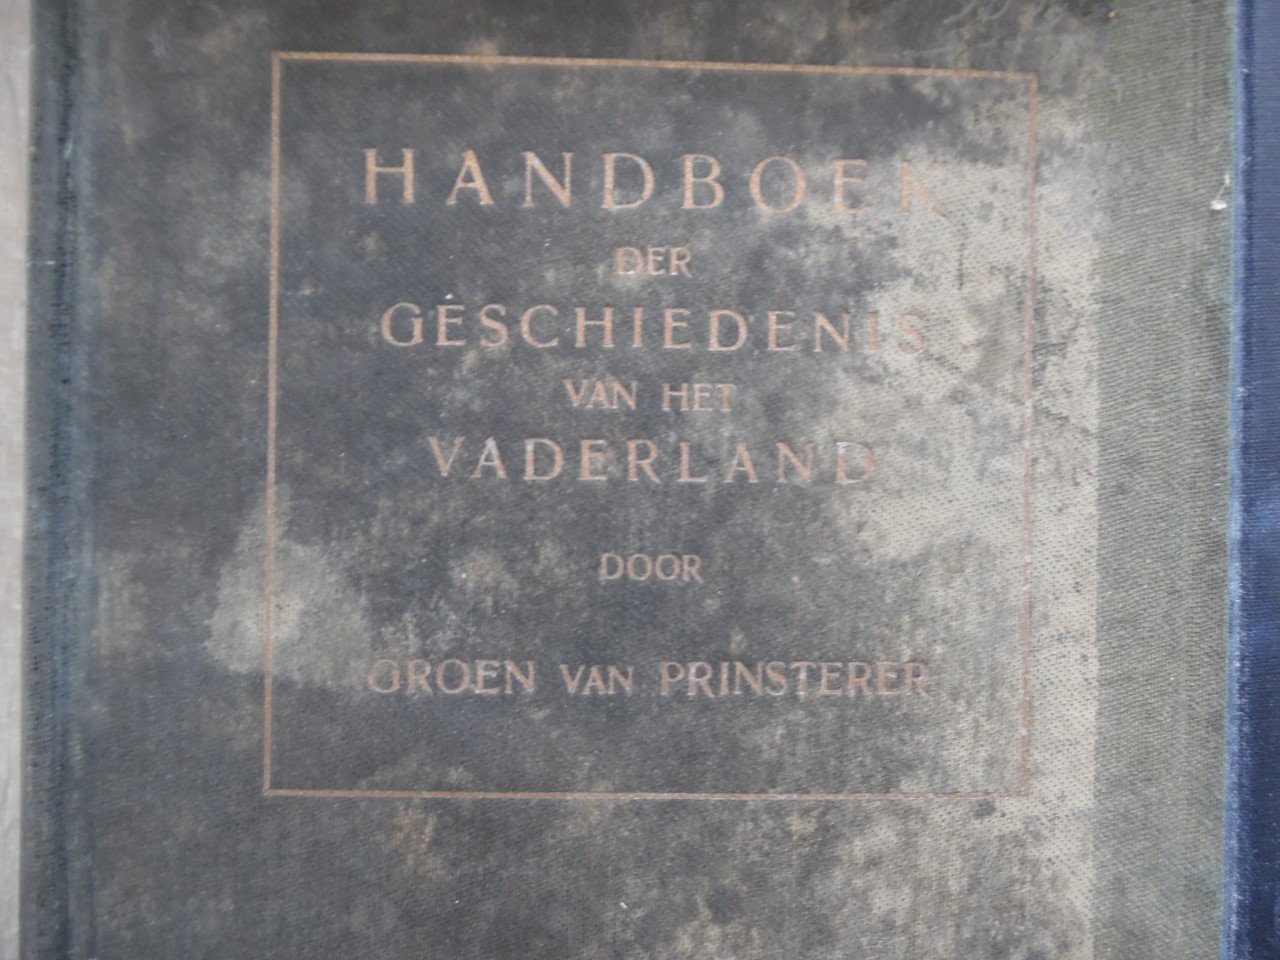 HANDBOEK
DER
GESCHIEDENIS
VAN HET
VADERLAND
DOOR
GROEN VAN PRINSTERER